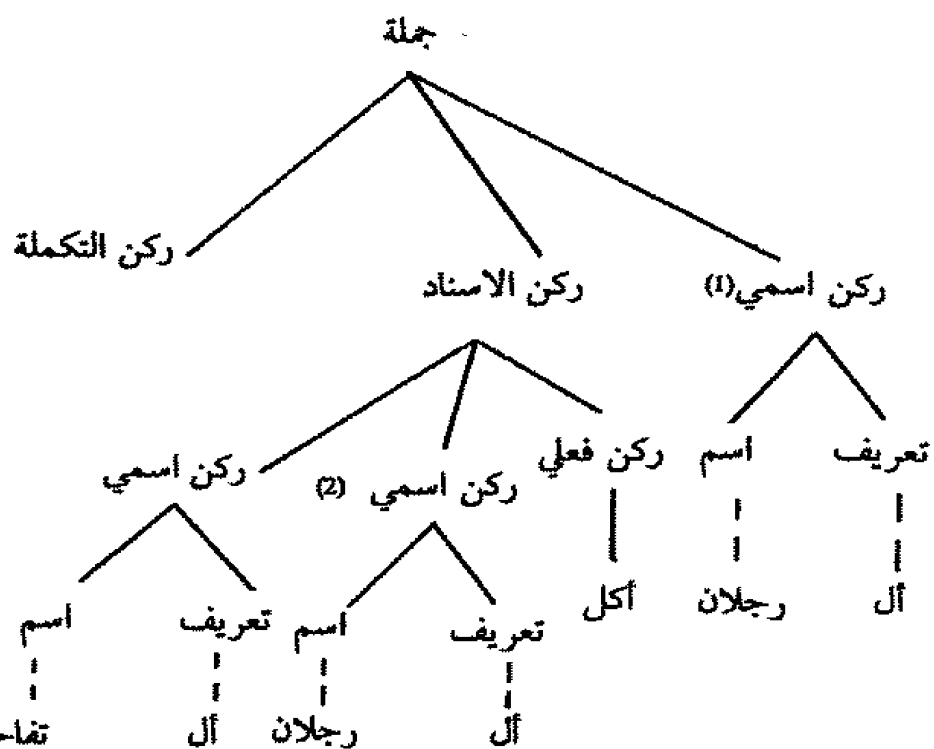 جملة
ركن اسمي(1) ركن الاسناد ركن التكملة
تعريف اسم ركن فعلي ركن اسمي (2) ركن اسمي
أل رجلان أكل تعريف اسم تعريف اسم
أل رجلان أل